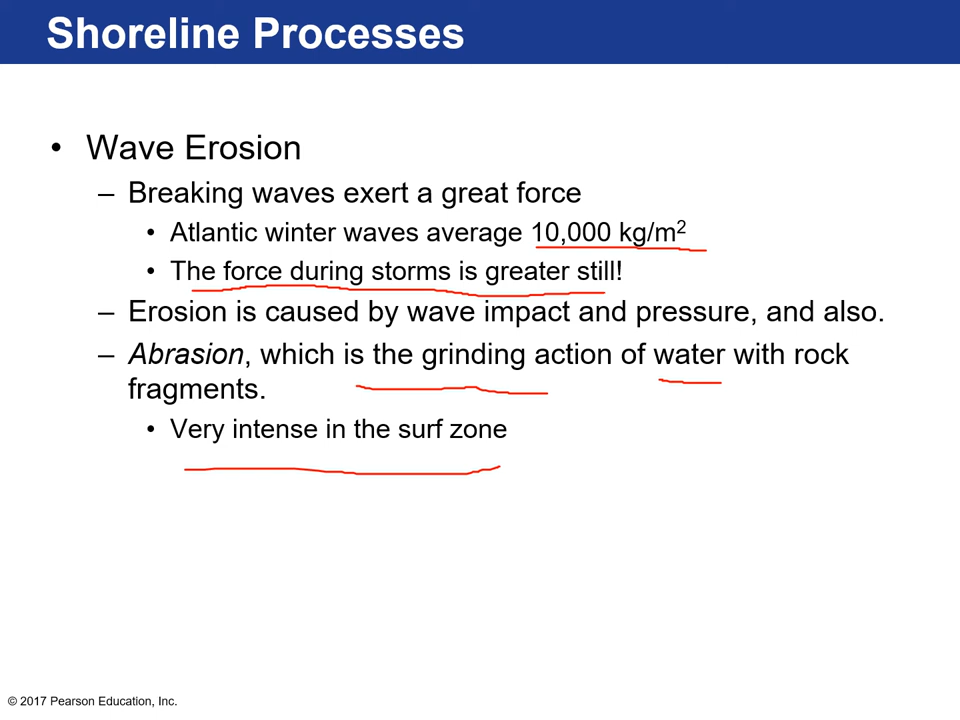 Shoreline Processes
• Wave Erosion
– Breaking waves exert a great force
• Atlantic winter waves average 10,000 kg/m²
• The force during storms is greater still!
– Erosion is caused by wave impact and pressure, and also.
– Abrasion, which is the grinding action of water with rock
fragments.
• Very intense in the surf zone
© 2017 Pearson Education, Inc.